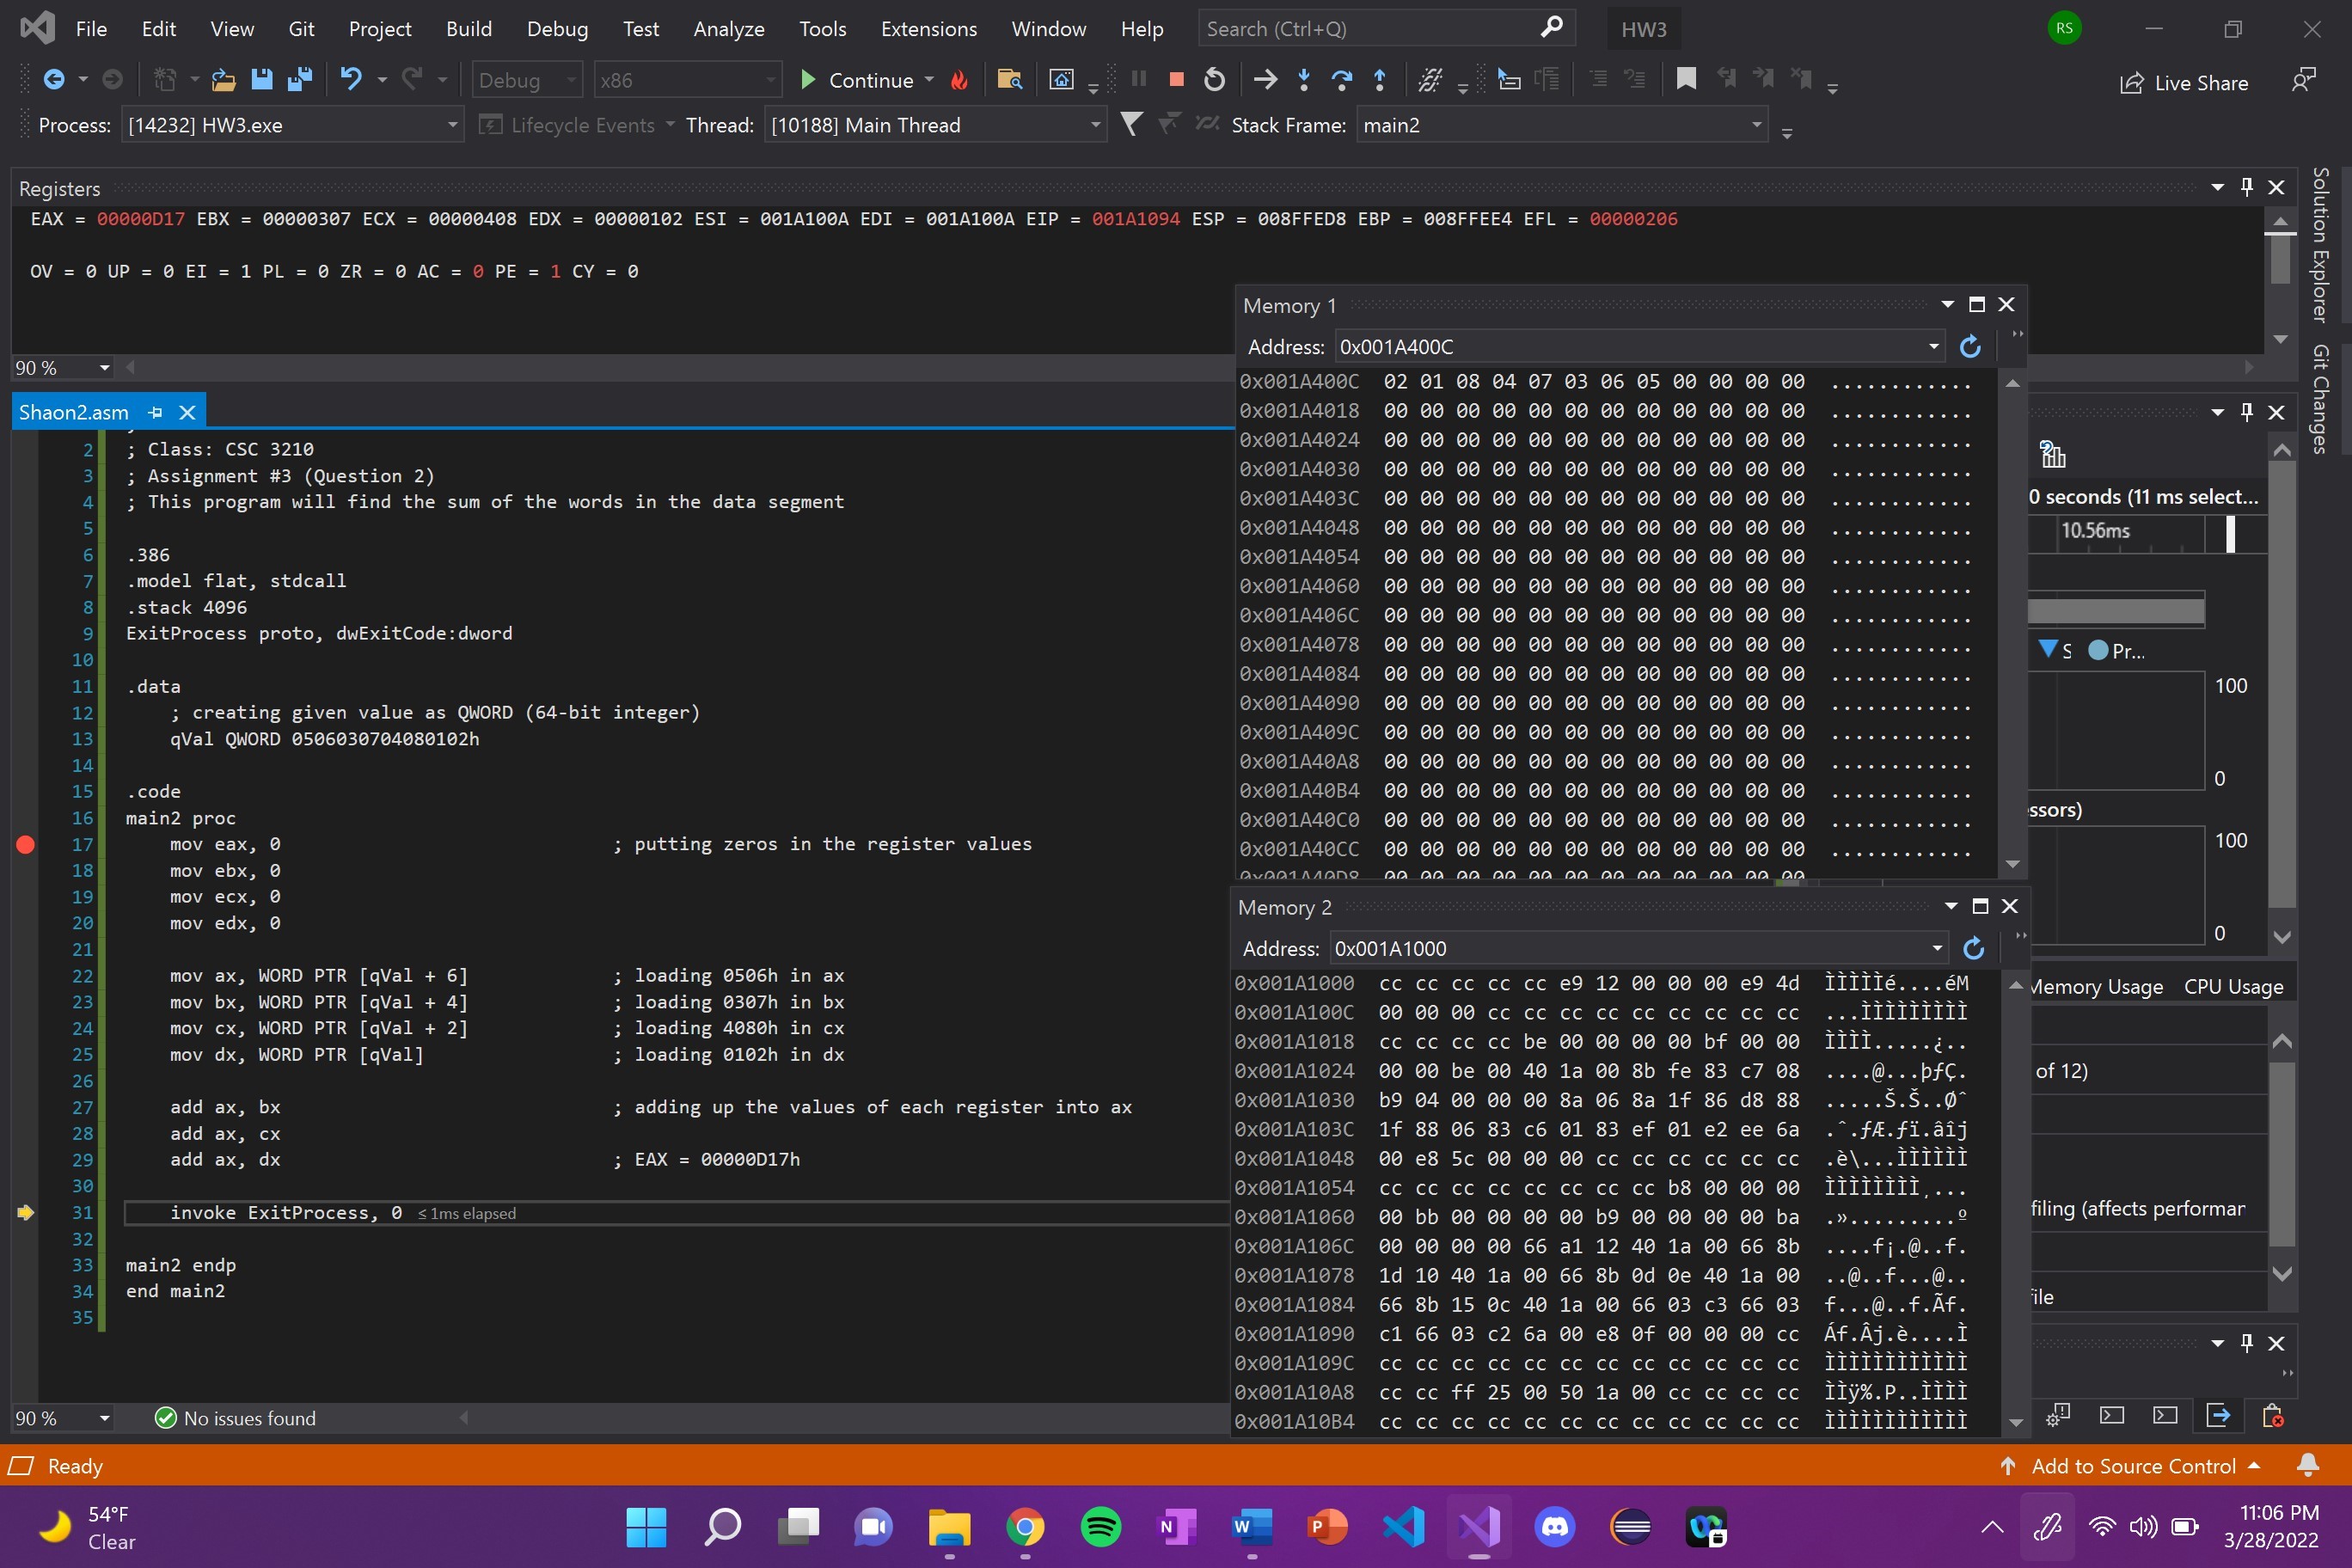 File Edit View Git Project Build Debug Test Analyze Tools Extensions Window Help Search (Ctrl+Q) HW3 RS
Debug x86 Continue Live Share
Process: [14232] HW3.exe Lifecycle Events Thread: [10188] Main Thread Stack Frame: main2
Registers
EAX = 00000D17 EBX = 00000307 ECX = 00000408 EDX = 00000102 ESI = 001A100A EDI = 001A100A EIP = 001A1094 ESP = 008FFED8 EBP = 008FFEE4 EFL = 00000206
OV = 0 UP = 0 EI = 1 PL = 0 ZR = 0 AC = 0 PE = 1 CY = 0
90 %
Solution Explorer
Git Changes
Shaon2.asm
2 ; Class: CSC 3210
3 ; Assignment #3 (Question 2)
4 ; This program will find the sum of the words in the data segment
5
6 .386
7 .model flat, stdcall
8 .stack 4096
9 ExitProcess proto, dwExitCode:dword
10
11 .data
12 ; creating given value as QWORD (64-bit integer)
13 qVal QWORD 0506030704080102h
14
15 .code
16 main2 proc
17 mov eax, 0 ; putting zeros in the register values
18 mov ebx, 0
19 mov ecx, 0
20 mov edx, 0
21
22 mov ax, WORD PTR [qVal + 6] ; loading 0506h in ax
23 mov bx, WORD PTR [qVal + 4] ; loading 0307h in bx
24 mov cx, WORD PTR [qVal + 2] ; loading 4080h in cx
25 mov dx, WORD PTR [qVal] ; loading 0102h in dx
26
27 add ax, bx ; adding up the values of each register into ax
28 add ax, cx
29 add ax, dx ; EAX = 00000D17h
30
31 invoke ExitProcess, 0 ≤ 1ms elapsed
32
33 main2 endp
34 end main2
35
90 % No issues found
Memory 1
Address: 0x001A400C
0x001A400C 02 01 08 04 07 03 06 05 00 00 00 00 ............
0x001A4018 00 00 00 00 00 00 00 00 00 00 00 00 ............
0x001A4024 00 00 00 00 00 00 00 00 00 00 00 00 ............
0x001A4030 00 00 00 00 00 00 00 00 00 00 00 00 ............
0x001A403C 00 00 00 00 00 00 00 00 00 00 00 00 ............
0x001A4048 00 00 00 00 00 00 00 00 00 00 00 00 ............
0x001A4054 00 00 00 00 00 00 00 00 00 00 00 00 ............
0x001A4060 00 00 00 00 00 00 00 00 00 00 00 00 ............
0x001A406C 00 00 00 00 00 00 00 00 00 00 00 00 ............
0x001A4078 00 00 00 00 00 00 00 00 00 00 00 00 ............
0x001A4084 00 00 00 00 00 00 00 00 00 00 00 00 ............
0x001A4090 00 00 00 00 00 00 00 00 00 00 00 00 ............
0x001A409C 00 00 00 00 00 00 00 00 00 00 00 00 ............
0x001A40A8 00 00 00 00 00 00 00 00 00 00 00 00 ............
0x001A40B4 00 00 00 00 00 00 00 00 00 00 00 00 ............
0x001A40C0 00 00 00 00 00 00 00 00 00 00 00 00 ............
0x001A40CC 00 00 00 00 00 00 00 00 00 00 00 00 ............
0x001A40D8 00 00 00 00 00 00 00 00 00 00 00 00 ............
Memory 2
Address: 0x001A1000
0x001A1000 cc cc cc cc cc e9 12 00 00 00 e9 4d ÌÌÌÌÌé....éM
0x001A100C 00 00 00 cc cc cc cc cc cc cc cc cc ...ÌÌÌÌÌÌÌÌÌ
0x001A1018 cc cc cc cc be 00 00 00 00 bf 00 00 ÌÌÌÌ.....¿..
0x001A1024 00 00 be 00 40 1a 00 8b fe 83 c7 08 ....@...þƒÇ.
0x001A1030 b9 04 00 00 00 8a 06 8a 1f 86 d8 88 .....Š.Š..Øˆ
0x001A103C 1f 88 06 83 c6 01 83 ef 01 e2 ee 6a .ˆ.ƒÆ.ƒï.âîj
0x001A1048 00 e8 5c 00 00 00 cc cc cc cc cc cc .è\...ÌÌÌÌÌÌ
0x001A1054 cc cc cc cc cc cc cc cc b8 00 00 00 ÌÌÌÌÌÌÌÌ¸...
0x001A1060 00 bb 00 00 00 00 b9 00 00 00 00 ba .».........º
0x001A106C 00 00 00 00 66 a1 12 40 1a 00 66 8b ....f¡.@..f.
0x001A1078 1d 10 40 1a 00 66 8b 0d 0e 40 1a 00 ..@..f...@..
0x001A1084 66 8b 15 0c 40 1a 00 66 03 c3 66 03 f...@..f.Ãf.
0x001A1090 c1 66 03 c2 6a 00 e8 0f 00 00 00 cc Áf.Âj.è....Ì
0x001A109C cc cc cc cc cc cc cc cc cc cc cc cc ÌÌÌÌÌÌÌÌÌÌÌÌ
0x001A10A8 cc cc ff 25 00 50 1a 00 cc cc cc cc ÌÌÿ%.P..ÌÌÌÌ
0x001A10B4 cc cc cc cc cc cc cc cc cc cc cc cc ÌÌÌÌÌÌÌÌÌÌÌÌ
0 seconds (11 ms select...
10.56ms
S Pr...
100
0
ssors)
100
0
Memory Usage CPU Usage
of 12)
filing (affects performan
file
Ready Add to Source Control
54°F
Clear
11:06 PM
3/28/2022